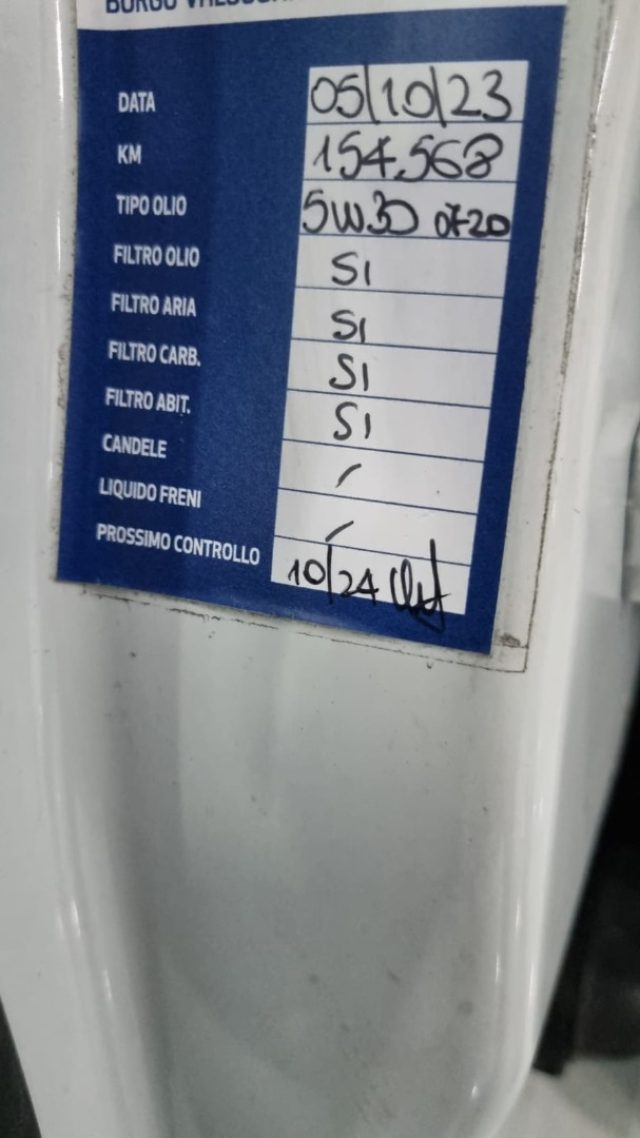 DATA 05/10/23
KM 154.568
TIPO OLIO 5W30 0720
FILTRO OLIO SI
FILTRO ARIA SI
FILTRO CARB. SI
FILTRO ABIT. SI
CANDELE /
LIQUIDO FRENI /
PROSSIMO CONTROLLO 10/24